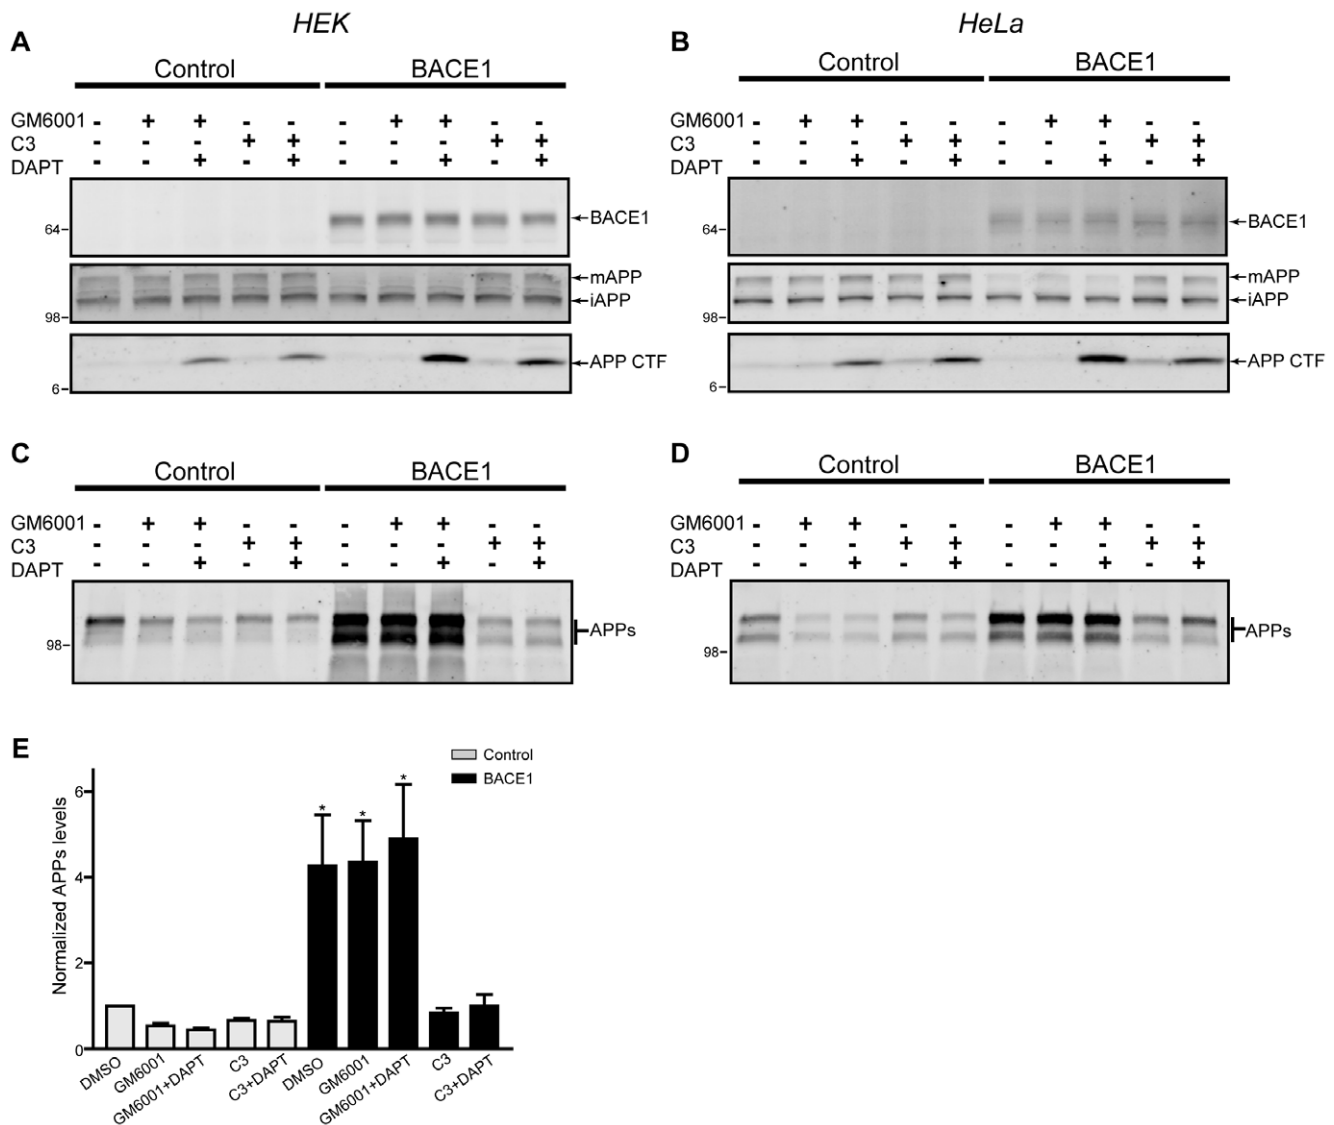 HEK
A
Control BACE1
GM6001 - + + - - - + + - -
C3 - - - + + - - - + +
DAPT - - + - + - - + - +
BACE1
64
mAPP
iAPP
98
APP CTF
6
HeLa
B
Control BACE1
GM6001 - + + - - - + + - -
C3 - - - + + - - - + +
DAPT - - + - + - - + - +
BACE1
64
mAPP
iAPP
98
APP CTF
6
C
Control BACE1
GM6001 - + + - - - + + - -
C3 - - - + + - - - + +
DAPT - - + - + - - + - +
APPs
98
D
Control BACE1
GM6001 - + + - - - + + - -
C3 - - - + + - - - + +
DAPT - - + - + - - + - +
APPs
98
E
Control
BACE1
Normalized APPs levels
6
4
2
0
* * *
DMSO GM6001 GM6001+DAPT C3 C3+DAPT DMSO GM6001 GM6001+DAPT C3 C3+DAPT